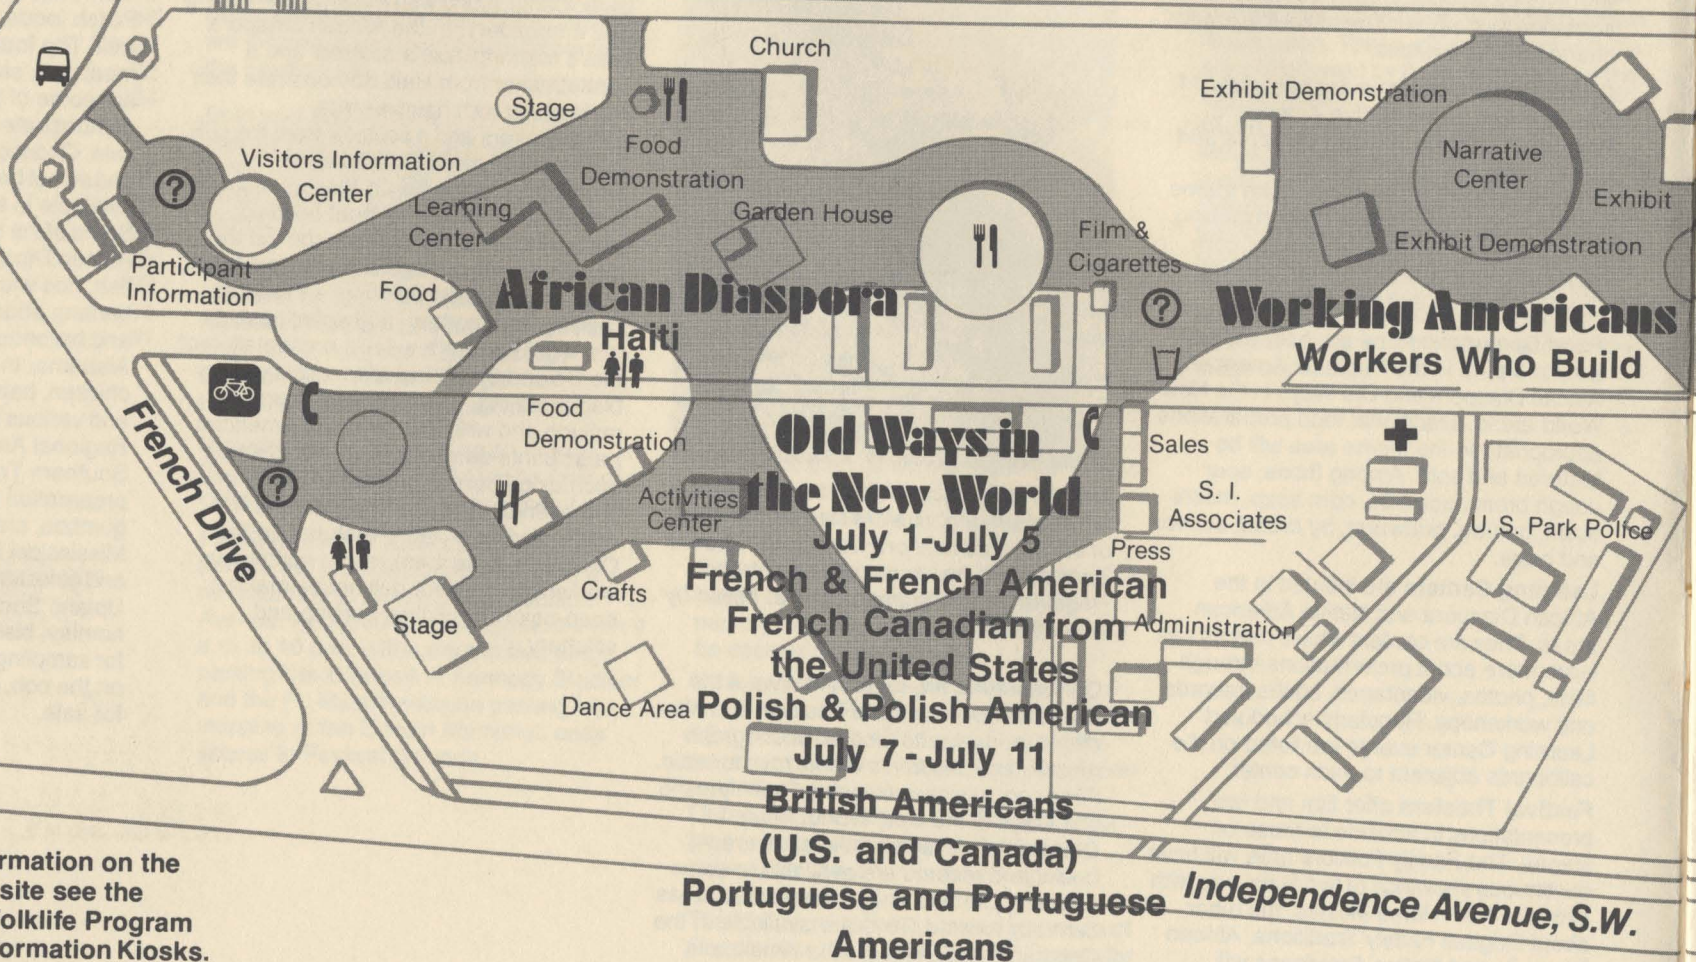 Church
Exhibit Demonstration
Stage
Food
Demonstration
Visitors Information
Center
Narrative
Center
Learning
Center
Garden House
Exhibit
Film &
Cigarettes
Exhibit Demonstration
Participant
Information
Food
African Diaspora
Working Americans
Workers Who Build
Haiti
French Drive
Food
Demonstration
Old Ways in
the New World
July 1-July 5
French & French American
French Canadian from
the United States
Polish & Polish American
July 7 - July 11
British Americans
(U.S. and Canada)
Portuguese and Portuguese
Americans
Sales
Activities
Center
S. I.
Associates
U. S. Park Police
Press
Crafts
Stage
Administration
Dance Area
rmation on the
site see the
olklife Program
ormation Kiosks.
Independence Avenue, S.W.